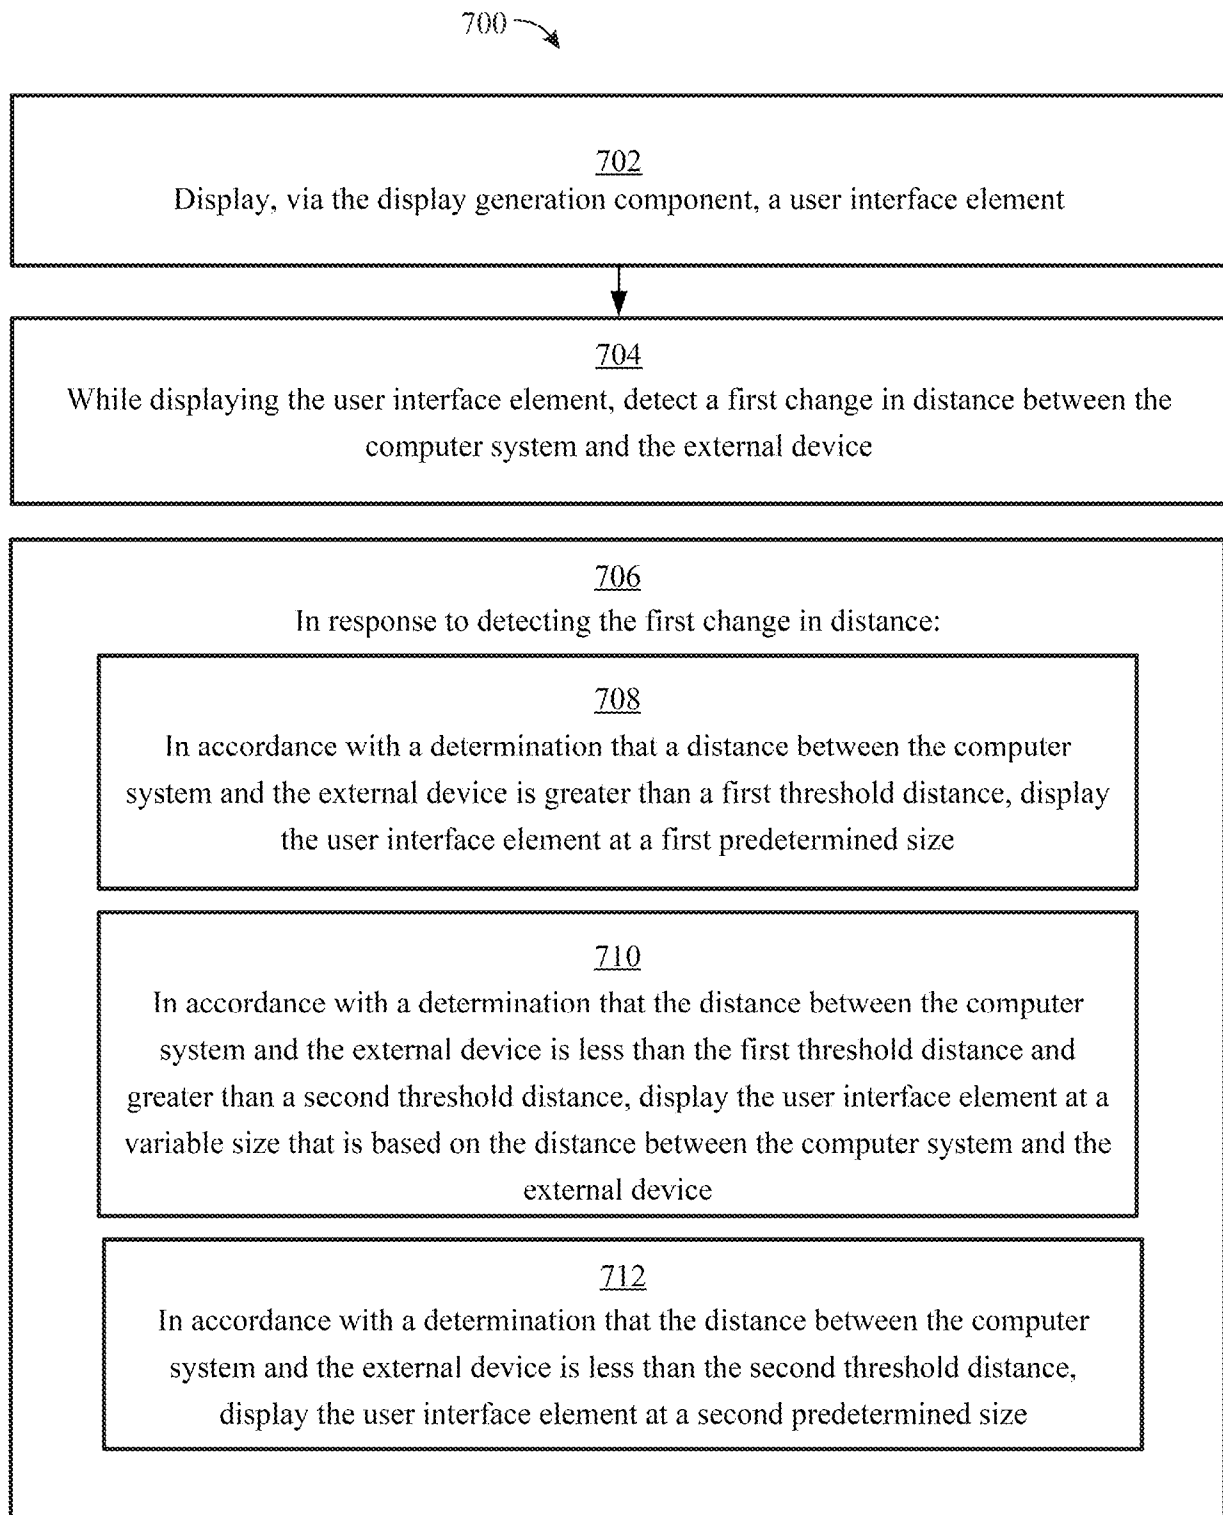 700
702
Display, via the display generation component, a user interface element
704
While displaying the user interface element, detect a first change in distance between the
computer system and the external device
706
In response to detecting the first change in distance:
708
In accordance with a determination that a distance between the computer
system and the external device is greater than a first threshold distance, display
the user interface element at a first predetermined size
710
In accordance with a determination that the distance between the computer
system and the external device is less than the first threshold distance and
greater than a second threshold distance, display the user interface element at a
variable size that is based on the distance between the computer system and the
external device
712
In accordance with a determination that the distance between the computer
system and the external device is less than the second threshold distance,
display the user interface element at a second predetermined size